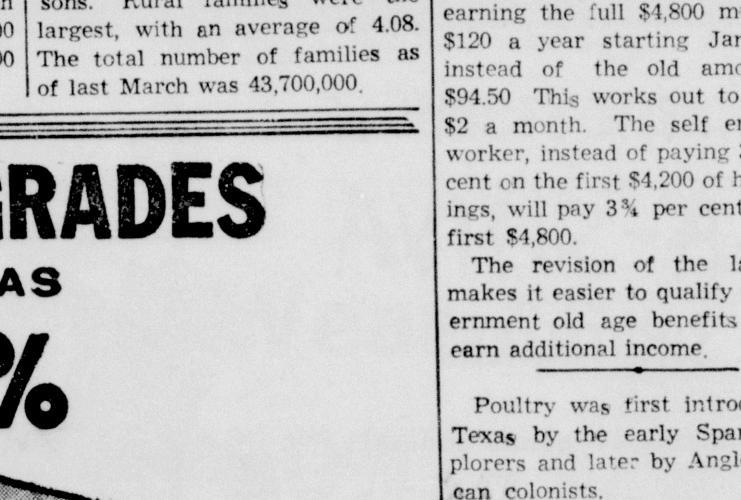 sons. Rural families were the
largest, with an average of 4.08.
The total number of families as
of last March was 43,700,000.
GRADES
AS
%
earning the full $4,800 m
$120 a year starting Jan
instead of the old amo
$94.50 This works out to
$2 a month. The self e
worker, instead of paying
cent on the first $4,200 of h
ings, will pay 3¾ per cent
first $4,800.
The revision of the la
makes it easier to qualify
ernment old age benefits
earn additional income.
Poultry was first intro
Texas by the early Span
plorers and later by Angl
can colonists.